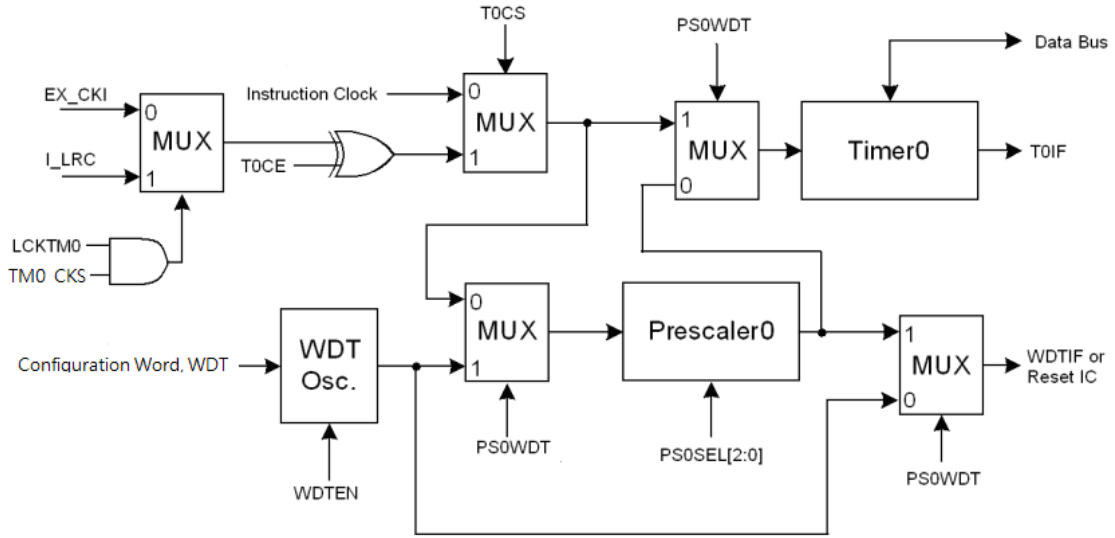 T0CS
PS0WDT
Data Bus
EX_CKI
0
MUX
I_LRC
1
Instruction Clock
0
MUX
1
T0CE
1
MUX
0
Timer0
T0IF
LCKTM0
TM0 CKS
0
MUX
1
Prescaler0
1
MUX
0
WDTIF or
Reset IC
Configuration Word, WDT
WDT
Osc.
PS0WDT
PS0SEL[2:0]
PS0WDT
WDTEN